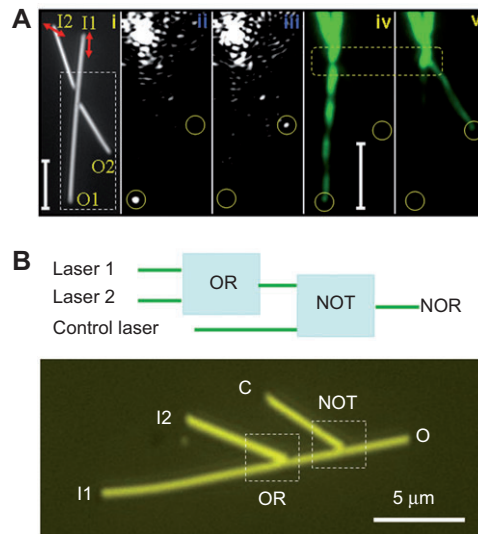 A
I2 I1 i
ii
iii
iv
v
O2
O1
B
Laser 1
OR
Laser 2
NOT
NOR
Control laser
C
I2
NOT
O
I1
OR
5 μm